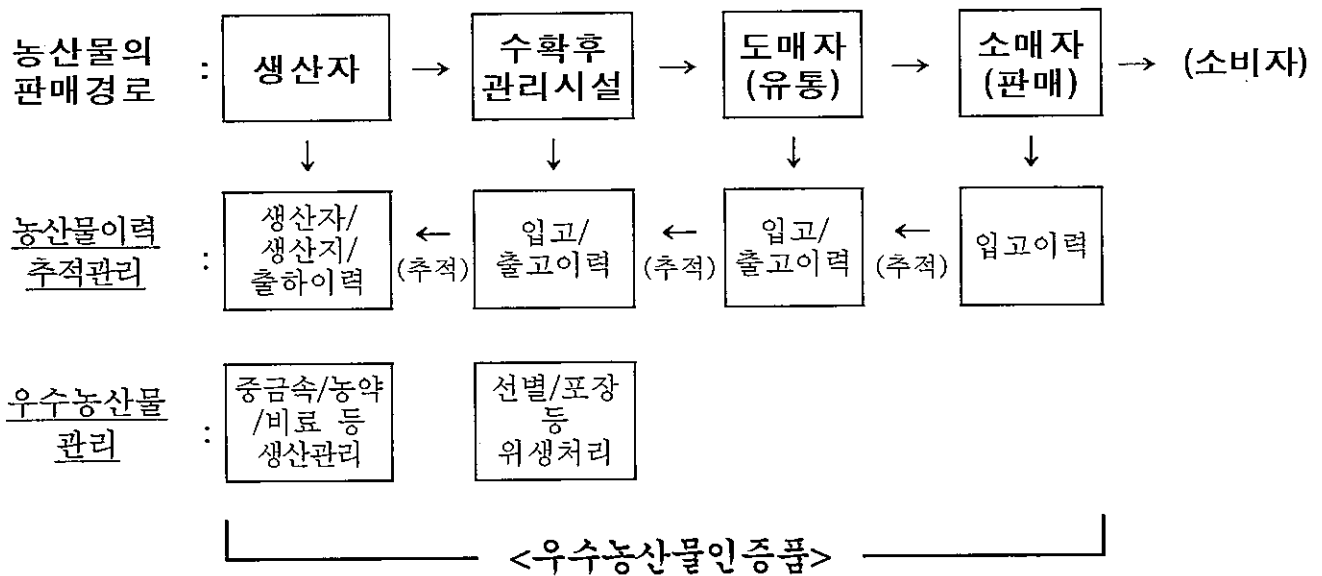 농산물의
판매경로
:
생산자
→
수확후
관리시설
→
도매자
(유통)
→
소매자
(판매)
→
(소비자)
↓ ↓ ↓ ↓
농산물이력
추적관리
:
생산자/
생산지/
출하이력
←
(추적)
입고/
출고이력
←
(추적)
입고/
출고이력
←
(추적)
입고이력
우수농산물
관리
:
중금속/농약
/비료 등
생산관리
선별/포장
등
위생처리
<우수농산물인증품>